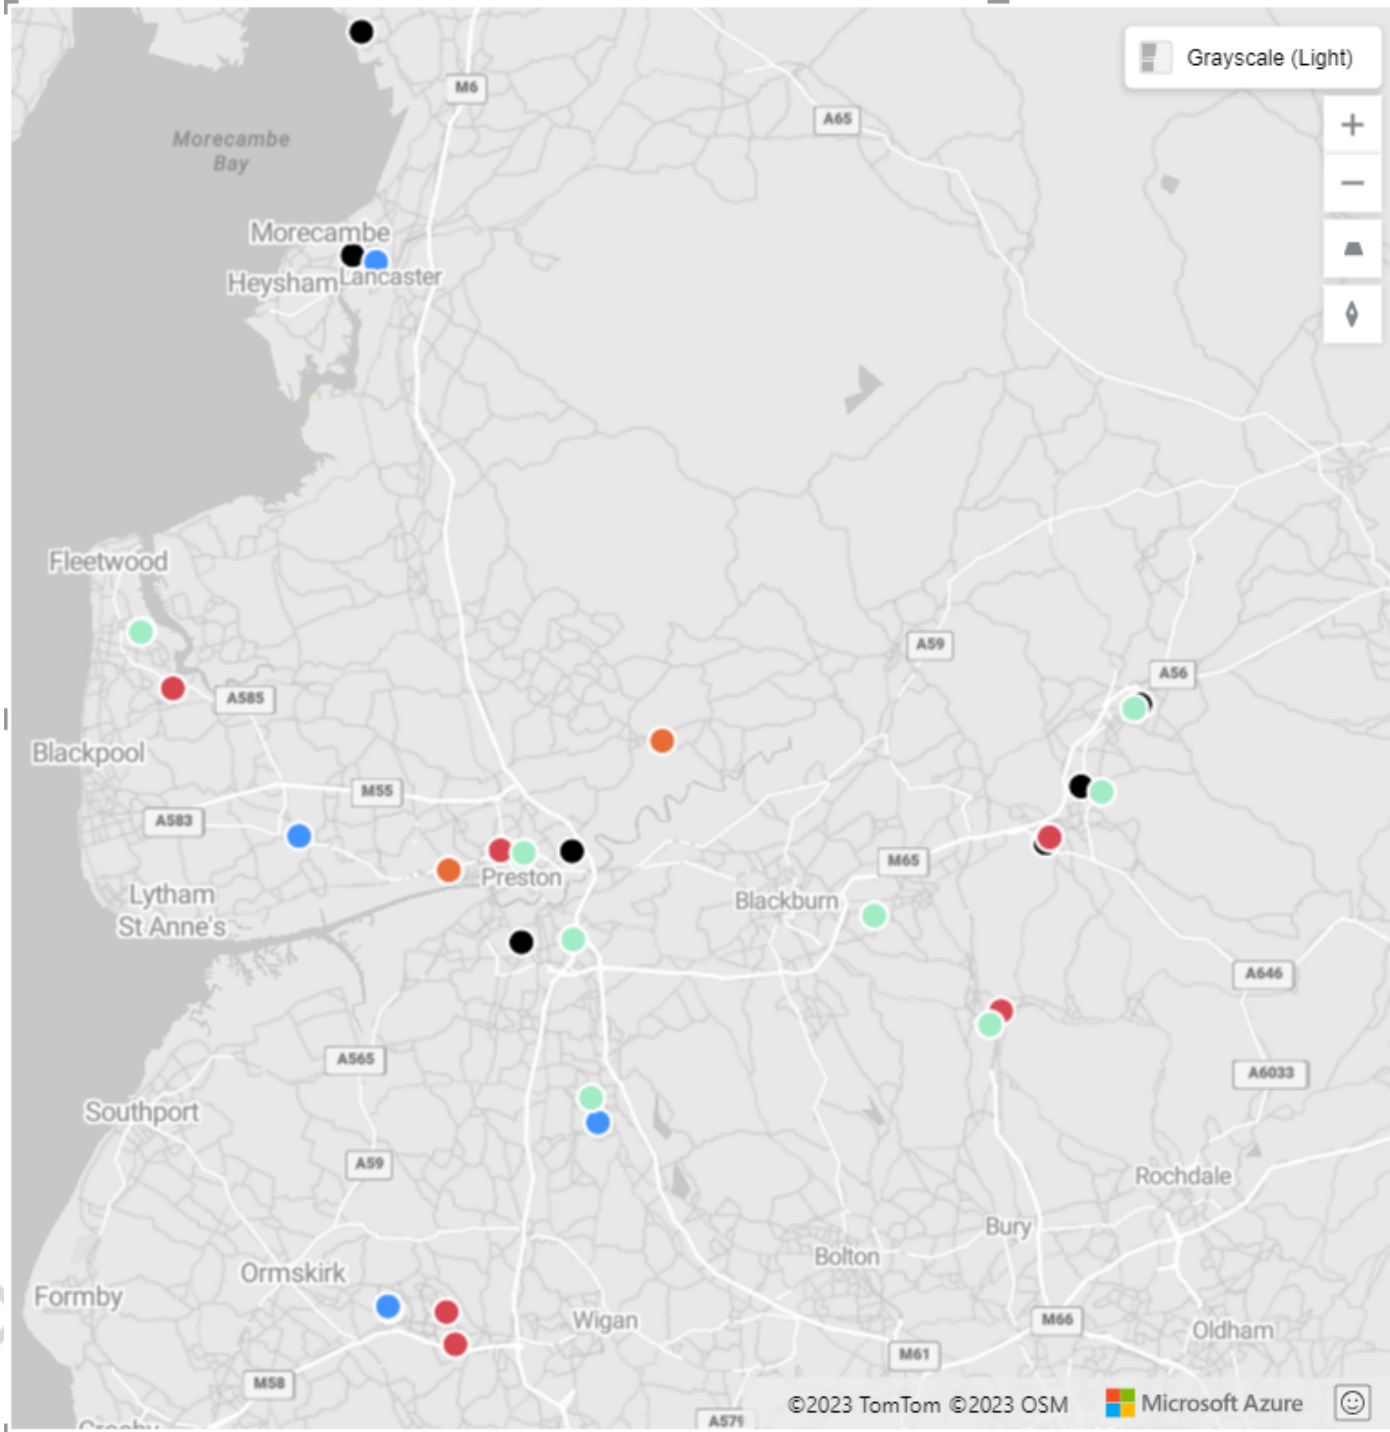 Grayscale (Light)
M6
A65
Morecambe
Bay
Morecambe
Heysham
Lancaster
Fleetwood
A59
A56
A585
Blackpool
M55
A583
M65
Preston
Lytham
St Anne's
Blackburn
A646
A565
A6033
Southport
A59
Rochdale
Bury
Bolton
Ormskirk
Formby
Wigan
M66
Oldham
M61
M58
©2023 TomTom ©2023 OSM
Microsoft Azure
A579
Crosby